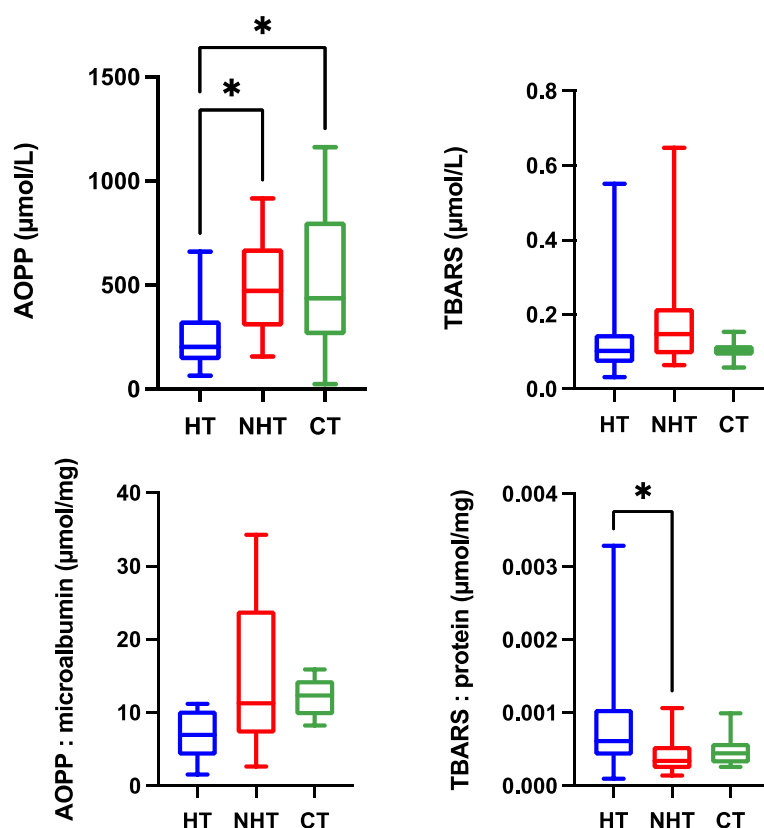 AOPP (µmol/L)
1500
1000
500
0
*
*
HT NHT CT
TBARS (µmol/L)
0.8
0.6
0.4
0.2
0.0
HT NHT CT
AOPP : microalbumin (µmol/mg)
40
30
20
10
0
HT NHT CT
TBARS : protein (µmol/mg)
0.004
0.003
0.002
0.001
0.000
*
HT NHT CT